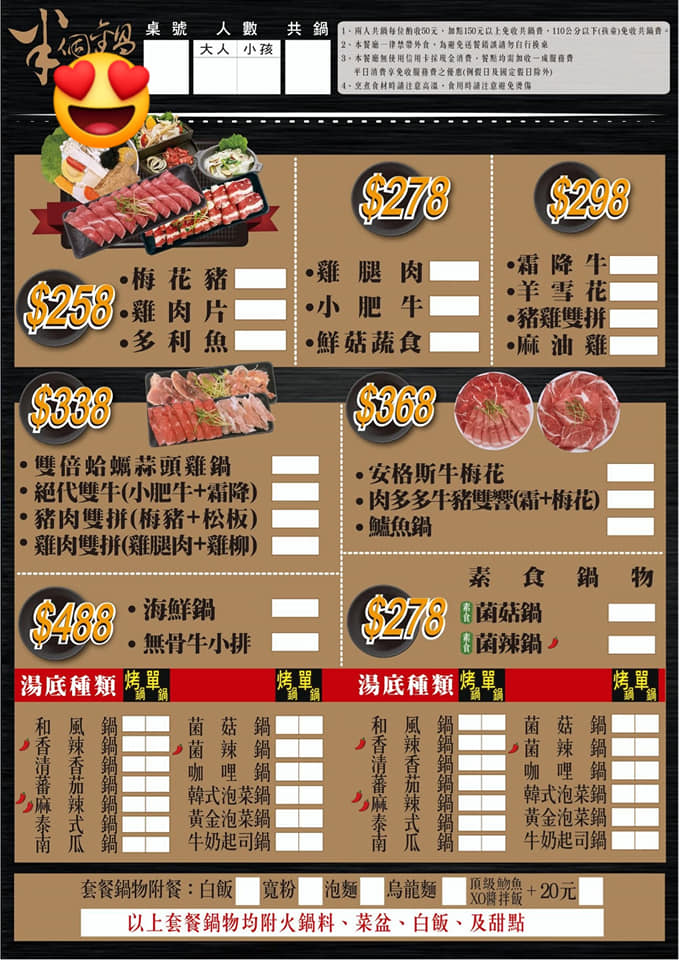 半個鍋
桌號 人數 共鍋
大人 小孩
1、兩人共鍋每位酌收50元，加點150元以上免收共鍋費，110公分以下(孩童)免收共鍋費。
2、本餐廳一律禁帶外食，為避免送餐錯誤請勿自行換桌
3、本餐廳無使用信用卡採現金消費，餐點均需加收一成服務費
平日消費享免收服務費之優惠(例假日及國定假日除外)
4、烹煮食材時請注意高溫，食用時請注意避免燙傷
$258
•梅花豬
•雞肉片
•多利魚
$278
•雞腿肉
•小肥牛
•鮮菇蔬食
$298
•霜降牛
•羊雪花
•豬雞雙拼
•麻油雞
$338
•雙倍蛤蠣蒜頭雞鍋
•絕代雙牛(小肥牛+霜降)
•豬肉雙拼(梅豬+松板)
•雞肉雙拼(雞腿肉+雞柳)
$368
•安格斯牛梅花
•肉多多牛豬雙響(霜+梅花)
•鱸魚鍋
$488
•海鮮鍋
•無骨牛小排
素食鍋物
$278
素食 菌菇鍋
素食 菌辣鍋
湯底種類 烤鍋 單鍋 烤鍋 單鍋 湯底種類 烤鍋 單鍋 烤鍋 單鍋
和風鍋 菌菇鍋 和風鍋 菌菇鍋
香辣鍋 菌辣鍋 香辣鍋 菌辣鍋
清香鍋 咖哩鍋 清香鍋 咖哩鍋
蕃茄鍋 韓式泡菜鍋 蕃茄鍋 韓式泡菜鍋
麻辣鍋 黃金泡菜鍋 麻辣鍋 黃金泡菜鍋
泰式鍋 牛奶起司鍋 泰式鍋 牛奶起司鍋
南瓜鍋 南瓜鍋
套餐鍋物附餐：白飯 寬粉 泡麵 烏龍麵 頂級魩魚XO醬拌飯+20元
以上套餐鍋物均附火鍋料、菜盆、白飯、及甜點